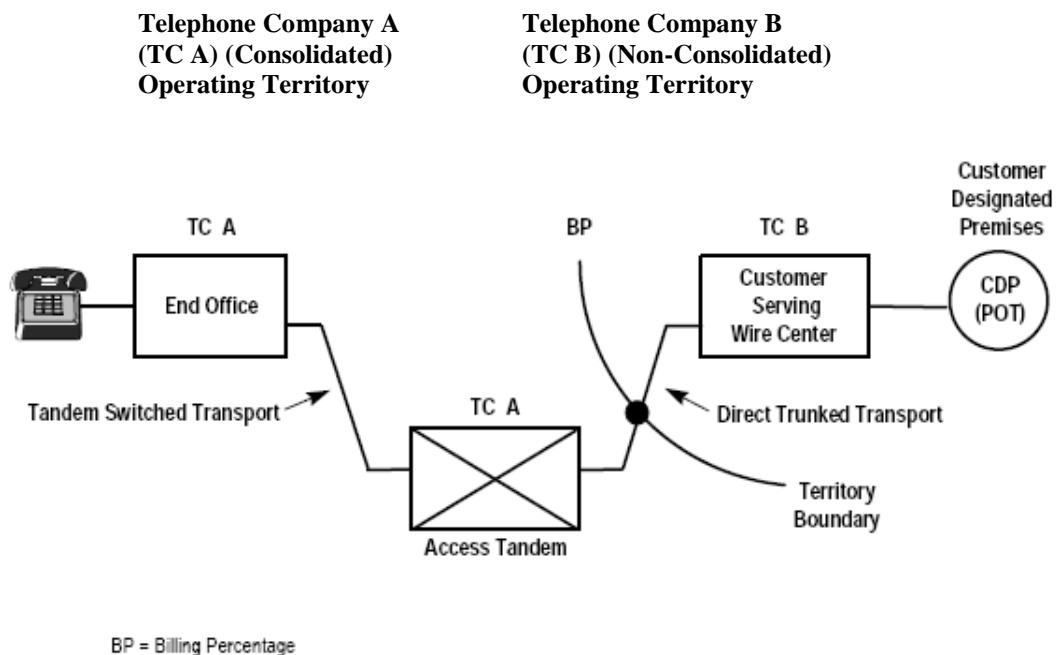 Telephone Company A
(TC A) (Consolidated)
Operating Territory
Telephone Company B
(TC B) (Non-Consolidated)
Operating Territory
Customer
Designated
Premises
TC A
BP
TC B
End Office
Customer
Serving
Wire Center
CDP
(POT)
Tandem Switched Transport
TC A
Direct Trunked Transport
Territory
Boundary
Access Tandem
BP = Billing Percentage